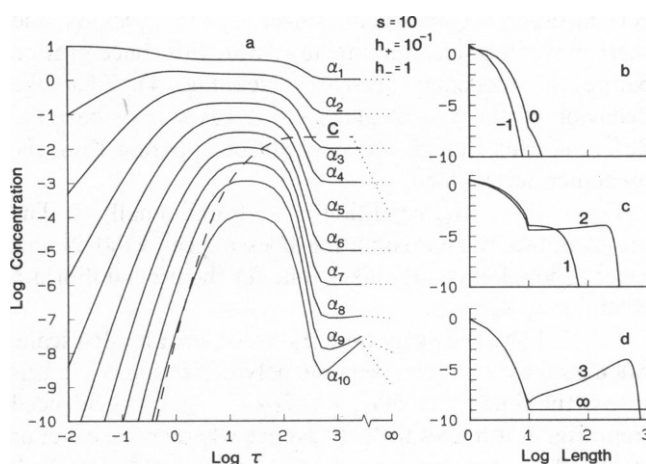 a
s = 10
h₊ = 10⁻¹
h₋ = 1
1
0
-1
-2
-3
-4
-5
-6
-7
-8
-9
-10
Log Concentration
α₁
α₂
C
α₃
α₄
α₅
α₆
α₇
α₈
α₉
α₁₀
-2
-1
0
1
2
3
∞
Log τ
b
0
-5
-10
-1
0
c
0
-5
-10
2
1
d
0
-5
-10
3
∞
0
1
2
3
Log Length